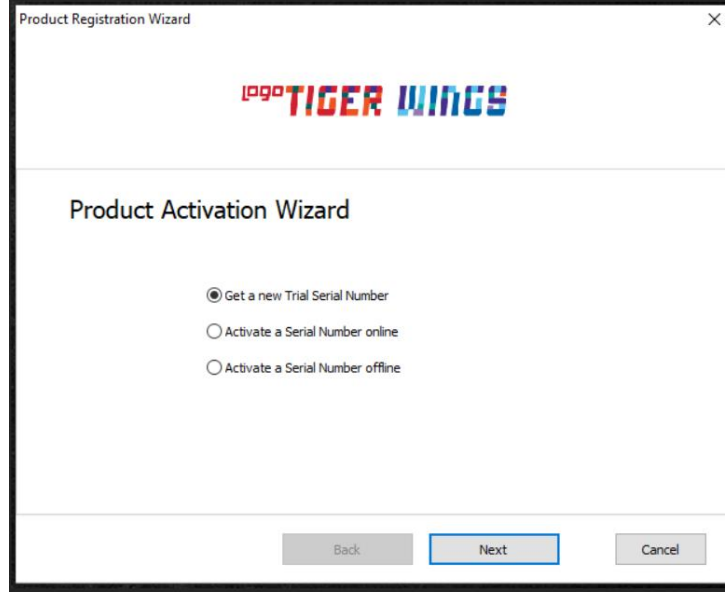 Product Registration Wizard
LOGO TIGER WINGS
Product Activation Wizard
Get a new Trial Serial Number
Activate a Serial Number online
Activate a Serial Number offline
Back Next Cancel